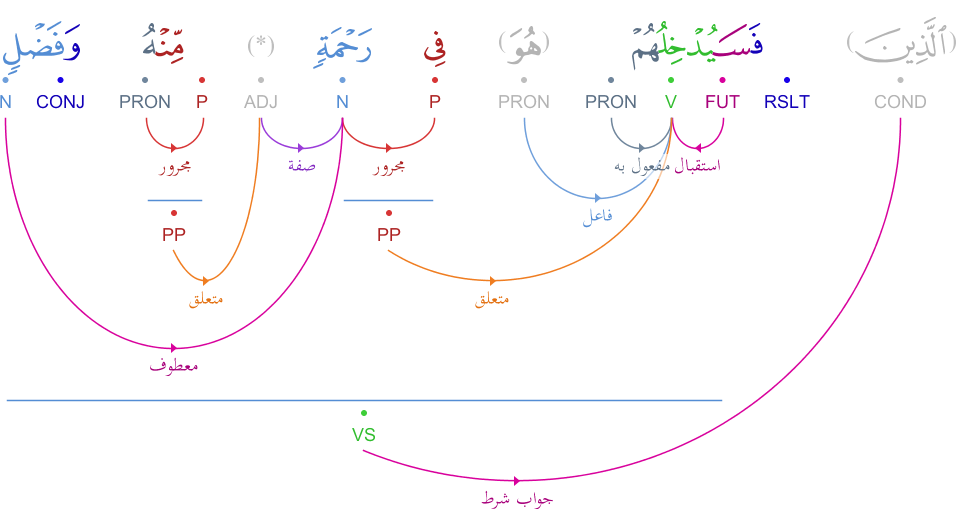 (ٱلَّذِينَ) فَسَيُدْخِلُهُمْ (هُوَ) فِى رَحْمَةٍ (*) مِّنْهُ وَفَضْلٍ
COND RSLT FUT V PRON PRON P N ADJ P PRON CONJ N
استقبال مفعول به مجرور صفة مجرور
فاعل
PP PP
متعلق متعلق
معطوف
VS
جواب شرط